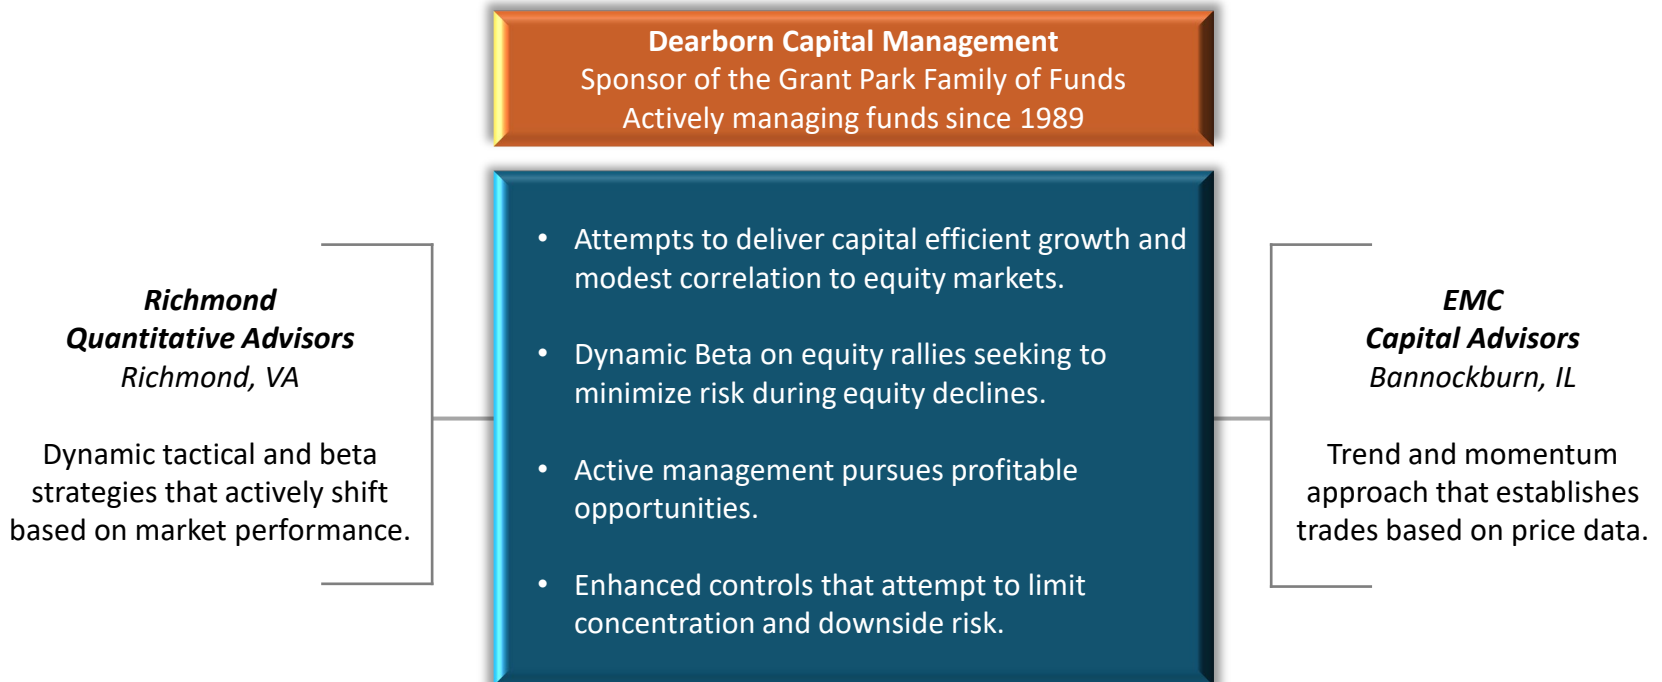 Dearborn Capital Management
Sponsor of the Grant Park Family of Funds
Actively managing funds since 1989
Richmond
Quantitative Advisors
Richmond, VA
Dynamic tactical and beta
strategies that actively shift
based on market performance.
• Attempts to deliver capital efficient growth and
modest correlation to equity markets.
• Dynamic Beta on equity rallies seeking to
minimize risk during equity declines.
• Active management pursues profitable
opportunities.
• Enhanced controls that attempt to limit
concentration and downside risk.
EMC
Capital Advisors
Bannockburn, IL
Trend and momentum
approach that establishes
trades based on price data.